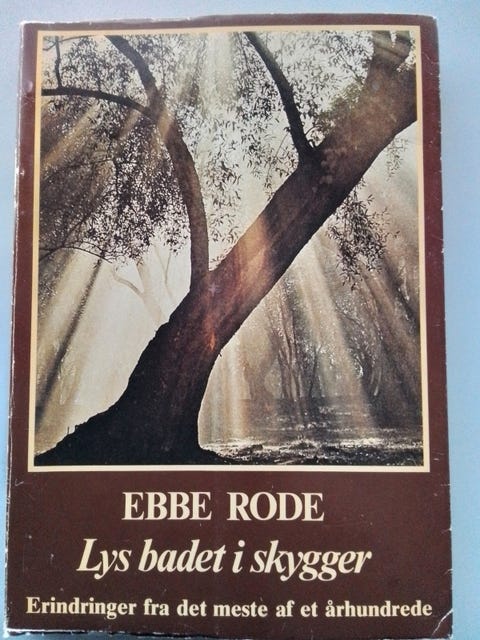 EBBE RODE
Lys badet i skygger
Erindringer fra det meste af et århundrede